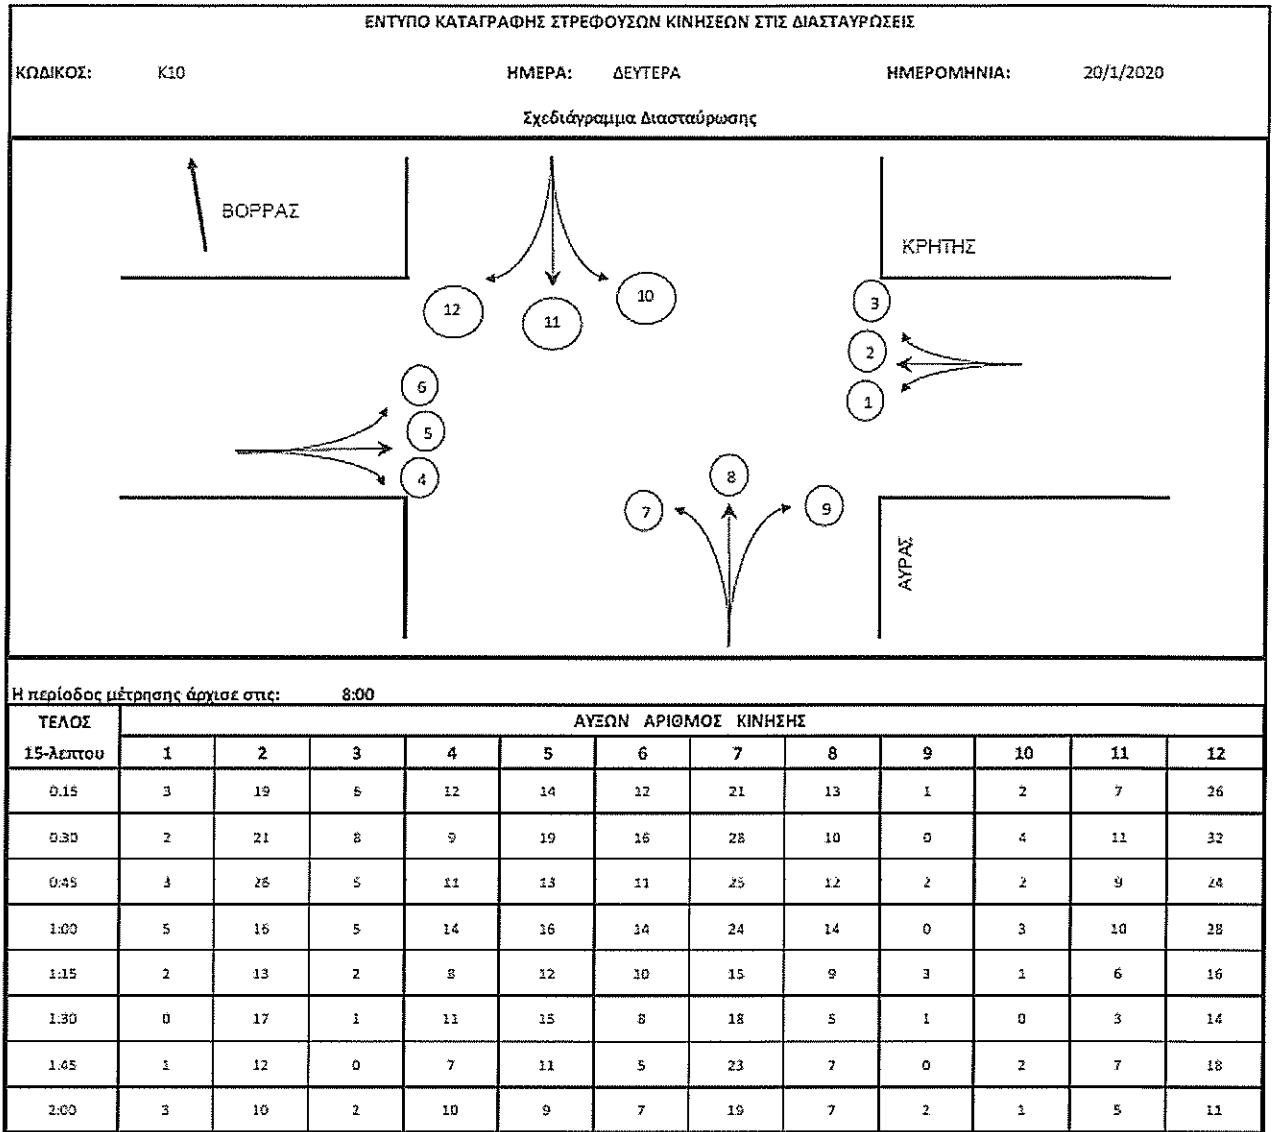 ΕΝΤΥΠΟ ΚΑΤΑΓΡΑΦΗΣ ΣΤΡΕΦΟΥΣΩΝ ΚΙΝΗΣΕΩΝ ΣΤΙΣ ΔΙΑΣΤΑΥΡΩΣΕΙΣ
ΚΩΔΙΚΟΣ: Κ10 ΗΜΕΡΑ: ΔΕΥΤΕΡΑ ΗΜΕΡΟΜΗΝΙΑ: 20/1/2020
Σχεδιάγραμμα Διασταύρωσης
ΒΟΡΡΑΣ
ΚΡΗΤΗΣ
12 11 10
3
2
1
6
5
4
7 8 9
ΑΥΡΑΣ
Η περίοδος μέτρησης άρχισε στις: 8:00
ΤΕΛΟΣ ΑΥΞΩΝ ΑΡΙΘΜΟΣ ΚΙΝΗΣΗΣ
15-λεπτου 1 2 3 4 5 6 7 8 9 10 11 12
0:15 3 19 6 12 14 12 21 13 1 2 7 26
0:30 2 21 8 9 19 16 28 10 0 4 11 32
0:45 3 26 5 11 13 11 25 12 2 2 9 24
1:00 5 16 5 14 16 14 24 14 0 3 10 28
1:15 2 13 2 8 12 10 15 9 3 1 6 16
1:30 0 17 1 11 15 8 18 5 1 0 3 14
1:45 1 12 0 7 11 5 23 7 0 2 7 18
2:00 3 10 2 10 9 7 19 7 2 1 5 11